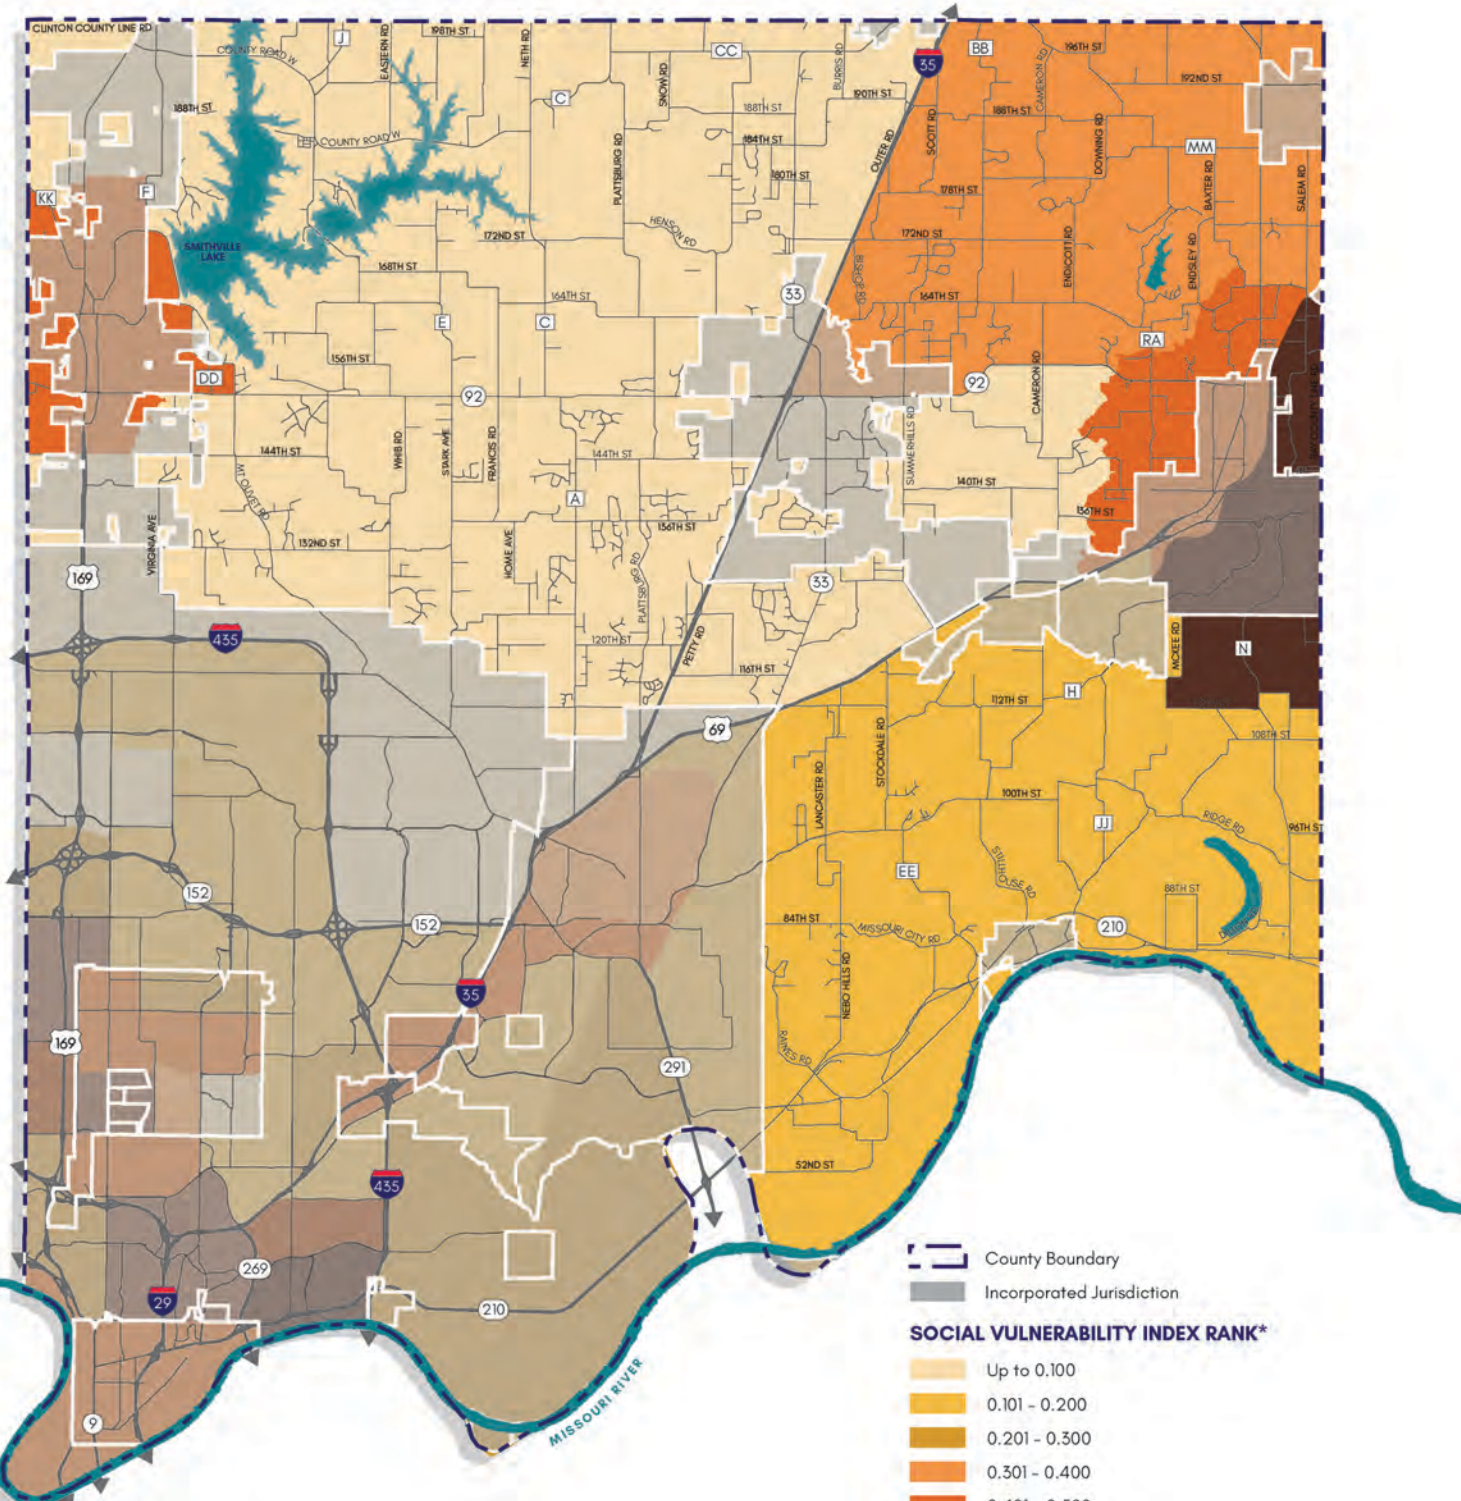 CLINTON COUNTY LINE RD
COUNTY ROAD W
J
EASTERN RD
198TH ST
NETH RD
CC
SNOW RD
BURRIS RD
35
BB
196TH ST
CAMERON RD
192ND ST
188TH ST
C
188TH ST
190TH ST
188TH ST
COUNTY ROAD W
PLATTSBURG RD
184TH ST
OUTER RD
SCOTT RD
DOWNING RD
MM
180TH ST
178TH ST
BAXTER RD
SALEM RD
KK
F
SMITHVILLE
LAKE
172ND ST
HENSON RD
172ND ST
ENDICOTT RD
ENDSLEY RD
168TH ST
164TH ST
33
164TH ST
E
C
RA
156TH ST
DD
92
92
CAMERON RD
144TH ST
WHIB RD
STARK AVE
FRANCIS RD
144TH ST
SUMMERHILLS RD
MT OLIVET RD
A
140TH ST
136TH ST
136TH ST
VIRGINIA AVE
132ND ST
HOME AVE
PLATTSBURG RD
169
33
435
120TH ST
PETTY RD
116TH ST
MCKEE RD
N
H
112TH ST
69
STOCKDALE RD
LANCASTER RD
108TH ST
100TH ST
JJ
RIDGE RD
96TH ST
EE
STILLHOUSE RD
88TH ST
152
152
84TH ST
MISSOURI CITY RD
210
35
NEBO HILLS RD
169
RAINES RD
291
52ND ST
435
269
29
210
9
MISSOURI RIVER
County Boundary
Incorporated Jurisdiction
SOCIAL VULNERABILITY INDEX RANK*
Up to 0.100
0.101 - 0.200
0.201 - 0.300
0.301 - 0.400